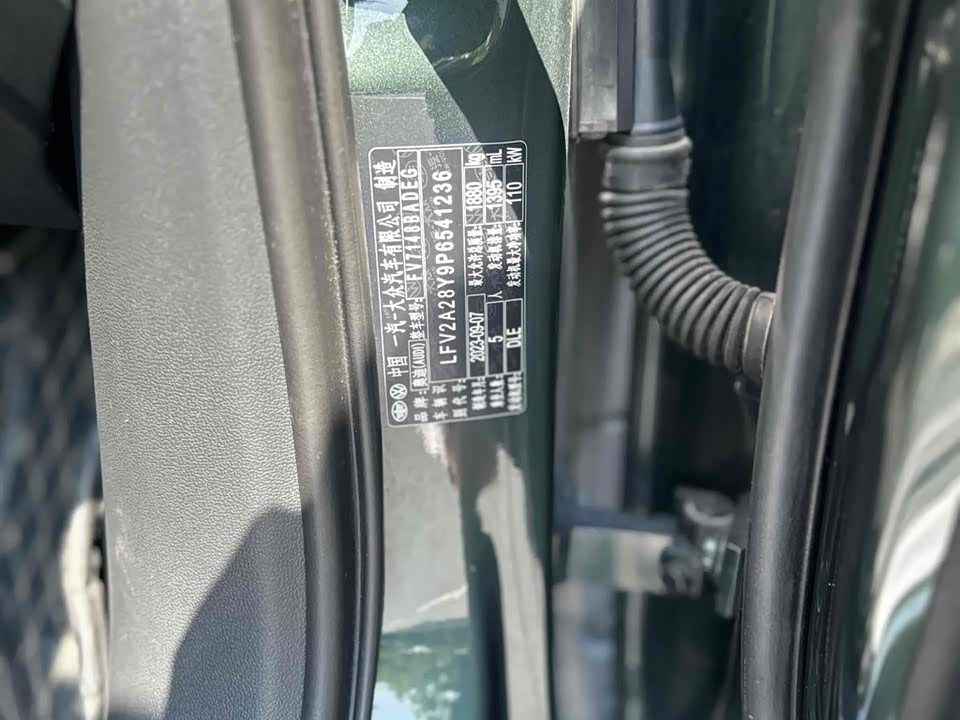 中国 一汽-大众汽车有限公司 制造
品牌: 奥迪(AUDI) 整车型号: FV7148BADEG
车辆识别代号: LFV2A28Y9P6541236
制造年月: 2023-09-07 最大允许总质量: 1880 kg
乘坐人数: 5 人 发动机排量: 1395 mL
发动机型号: DLE 发动机最大净功率: 110 kW